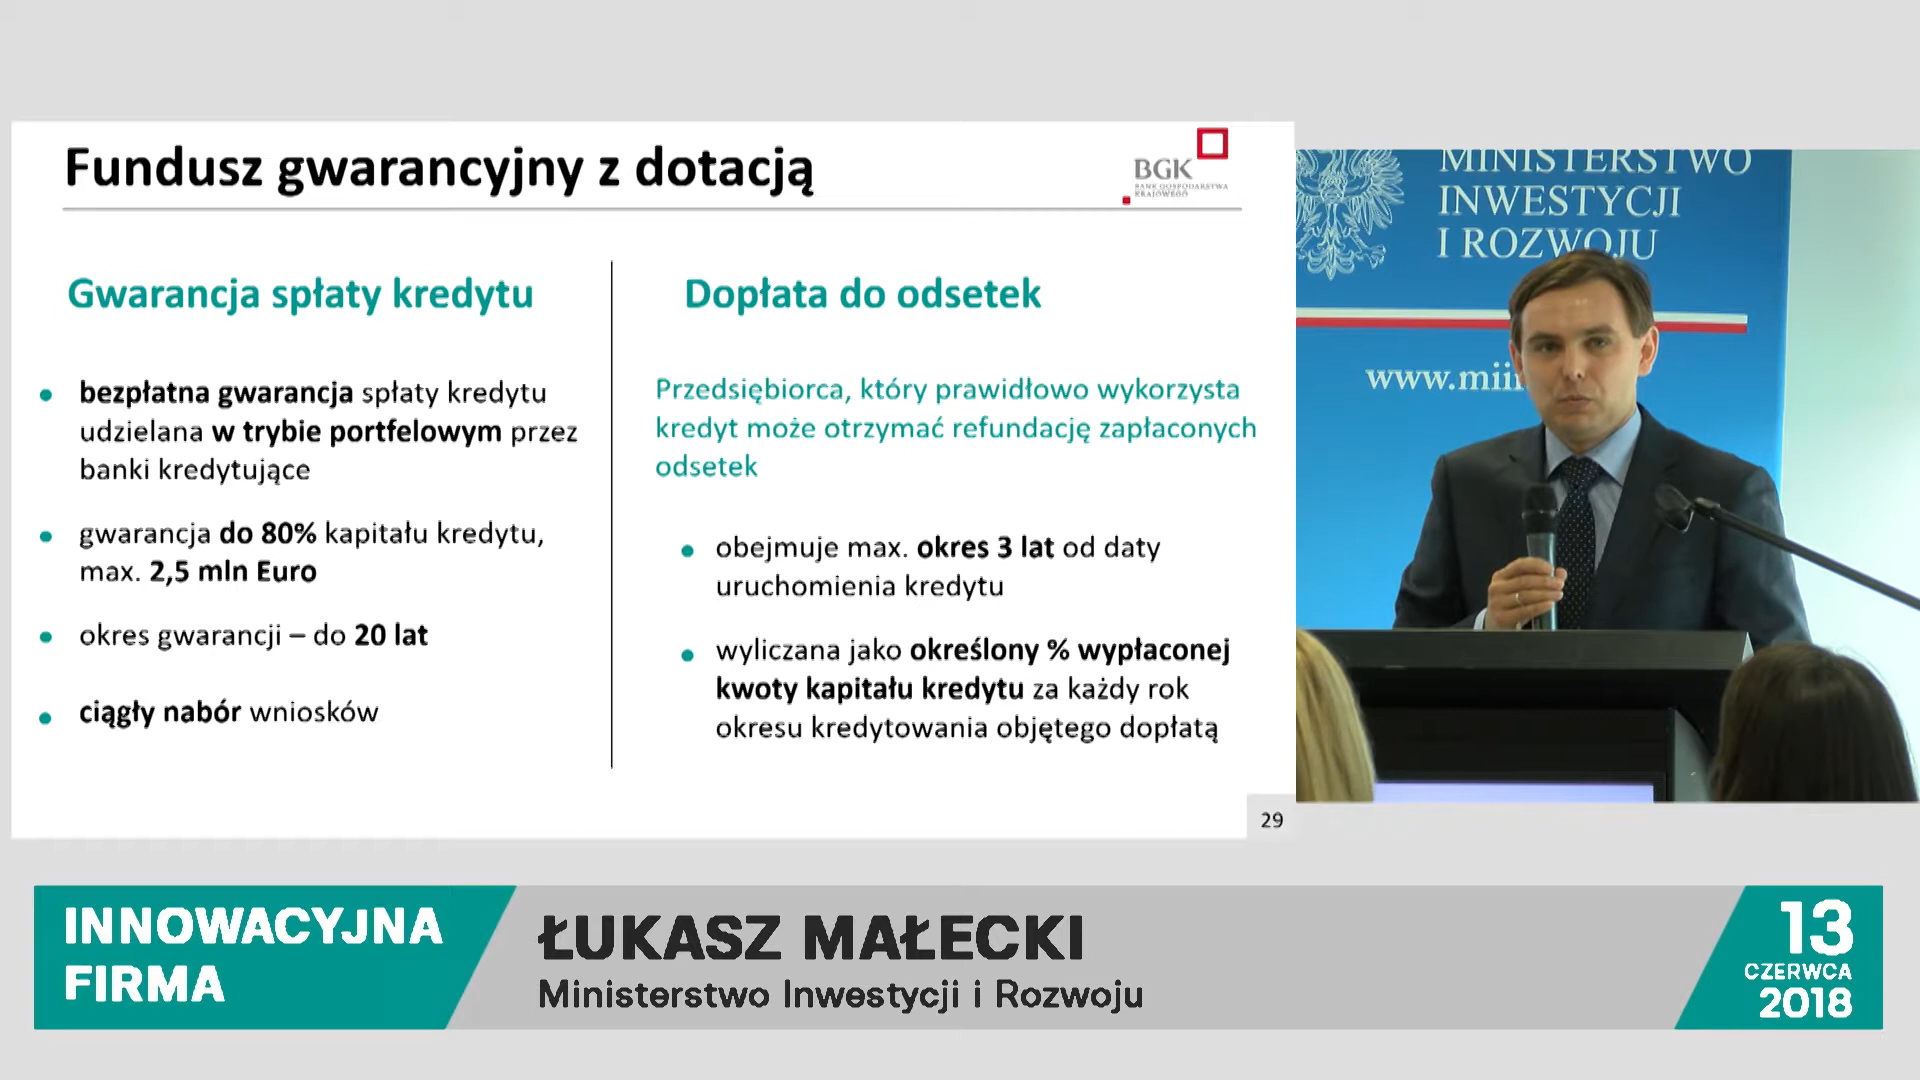 Fundusz gwarancyjny z dotacją
BGK
BANK GOSPODARSTWA
KRAJOWEGO
Gwarancja spłaty kredytu
bezpłatna gwarancja spłaty kredytu
udzielana w trybie portfelowym przez
banki kredytujące
gwarancja do 80% kapitału kredytu,
max. 2,5 mln Euro
okres gwarancji – do 20 lat
ciągły nabór wniosków
Dopłata do odsetek
Przedsiębiorca, który prawidłowo wykorzysta
kredyt może otrzymać refundację zapłaconych
odsetek
obejmuje max. okres 3 lat od daty
uruchomienia kredytu
wyliczana jako określony % wypłaconej
kwoty kapitału kredytu za każdy rok
okresu kredytowania objętego dopłatą
29
MINISTERSTWO
INWESTYCJI
I ROZWOJU
www.mii
INNOWACYJNA
FIRMA
ŁUKASZ MAŁECKI
Ministerstwo Inwestycji i Rozwoju
13
CZERWCA
2018